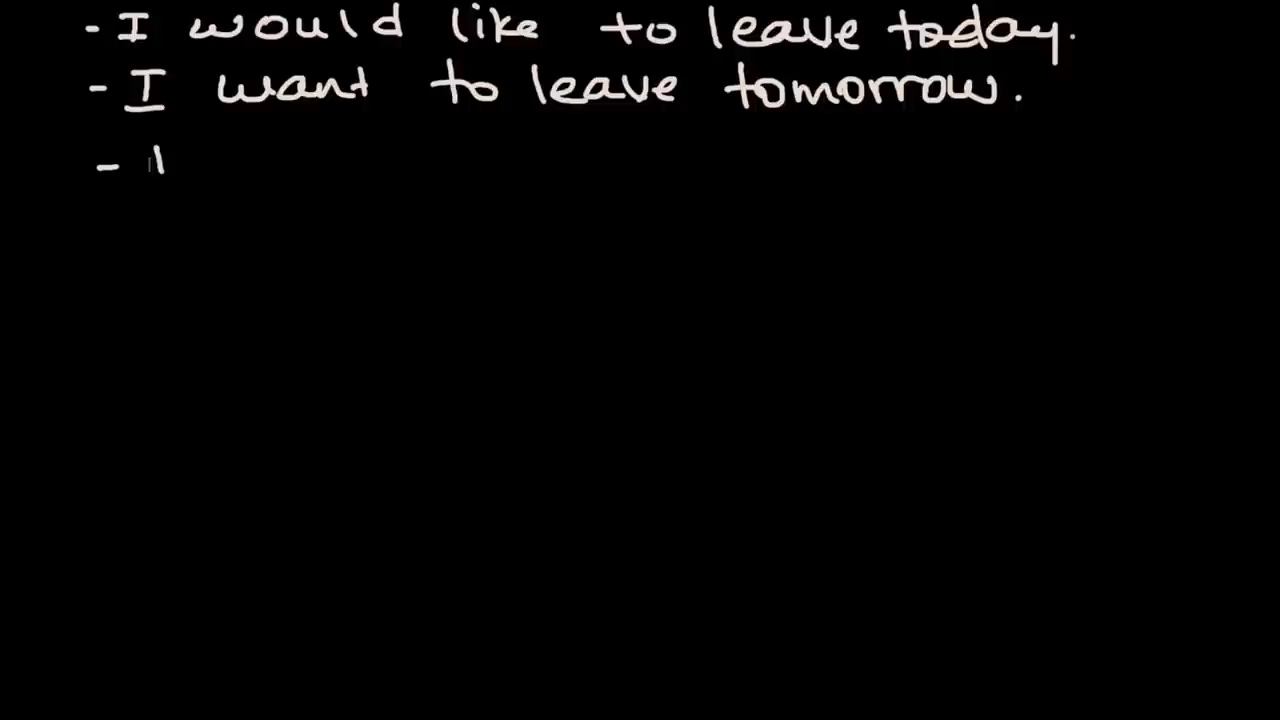 - I would like to leave today.
- I want to leave tomorrow.
-